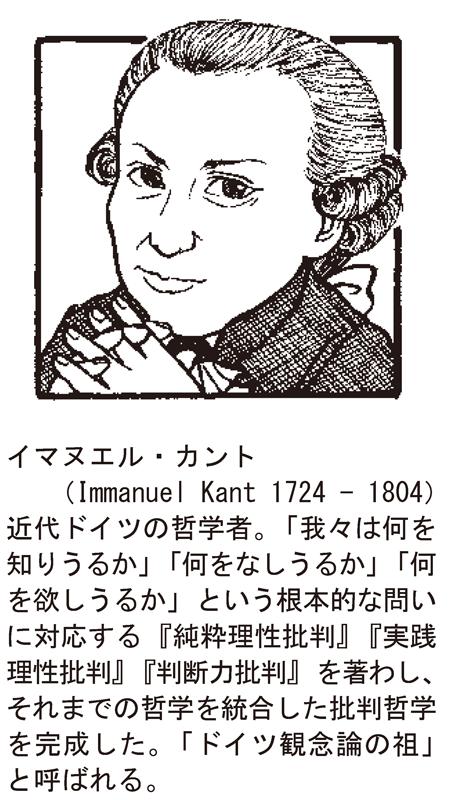 イマヌエル・カント
（Immanuel Kant 1724 − 1804）
近代ドイツの哲学者。「我々は何を
知りうるか」「何をなしうるか」「何
を欲しうるか」という根本的な問い
に対応する『純粋理性批判』『実践
理性批判』『判断力批判』を著わし、
それまでの哲学を統合した批判哲学
を完成した。「ドイツ観念論の祖」
と呼ばれる。